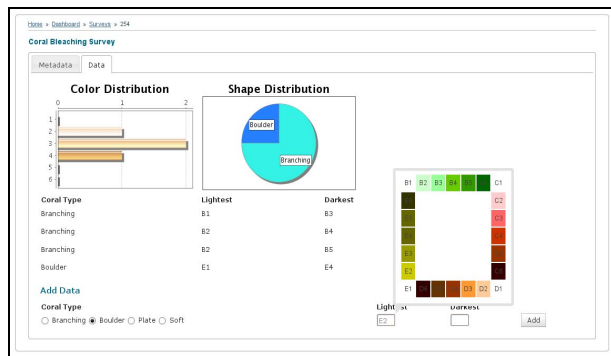 Home » Dashboard » Surveys » 254
Coral Bleaching Survey
Metadata Data
Color Distribution
Shape Distribution
0 1 2
1
2
3
4
5
6
Boulder
Branching
B1 B2 B3 B4 B5 C1
C2
C3
C4
E3
E2
E1 D3 D2 D1
Coral Type Lightest Darkest
Branching B1 B3
Branching B2 B4
Branching B2 B5
Boulder E1 E4
Add Data
Coral Type Lightest Darkest
Branching Boulder Plate Soft E2 Add